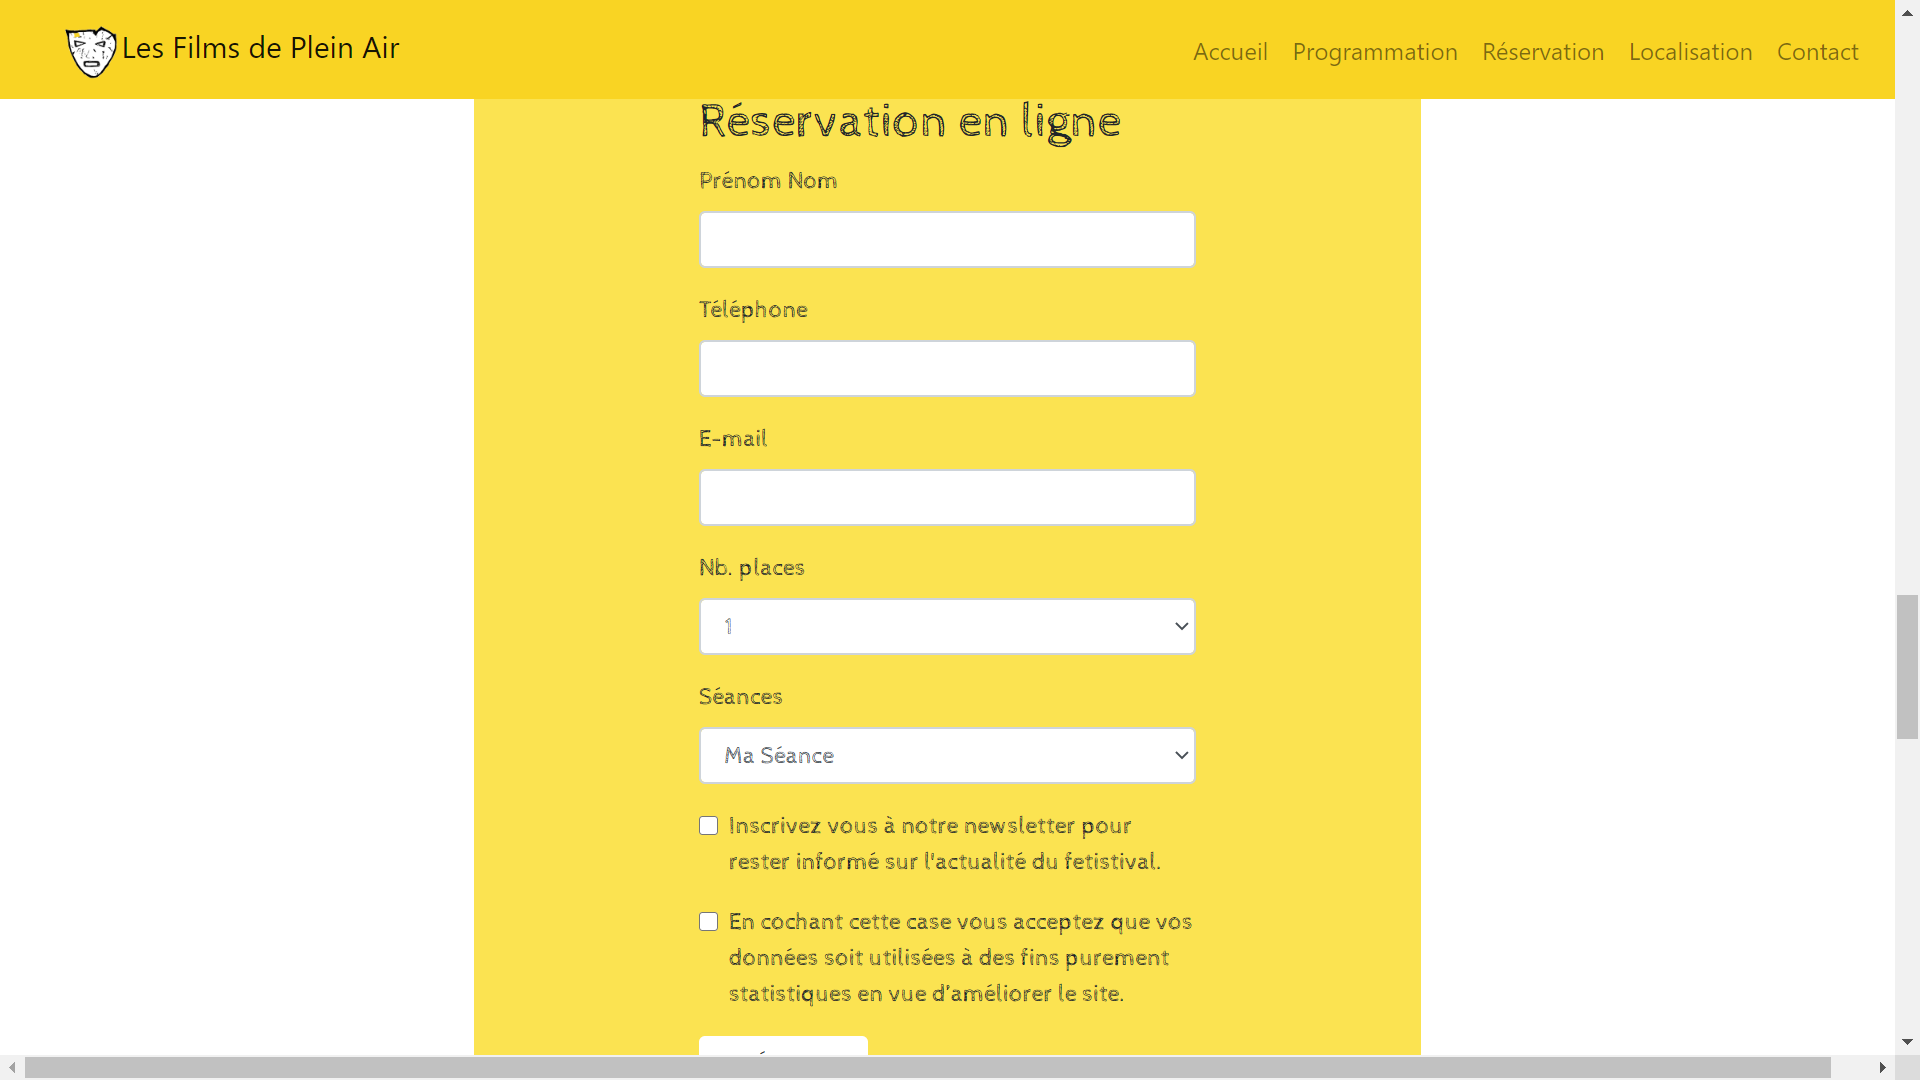 Les Films de Plein Air
Accueil Programmation Réservation Localisation Contact
Réservation en ligne
Prénom Nom
Téléphone
E-mail
Nb. places
1
Séances
Ma Séance
Inscrivez vous à notre newsletter pour
rester informé sur l'actualité du fetistival.
En cochant cette case vous acceptez que vos
données soit utilisées à des fins purement
statistiques en vue d'améliorer le site.